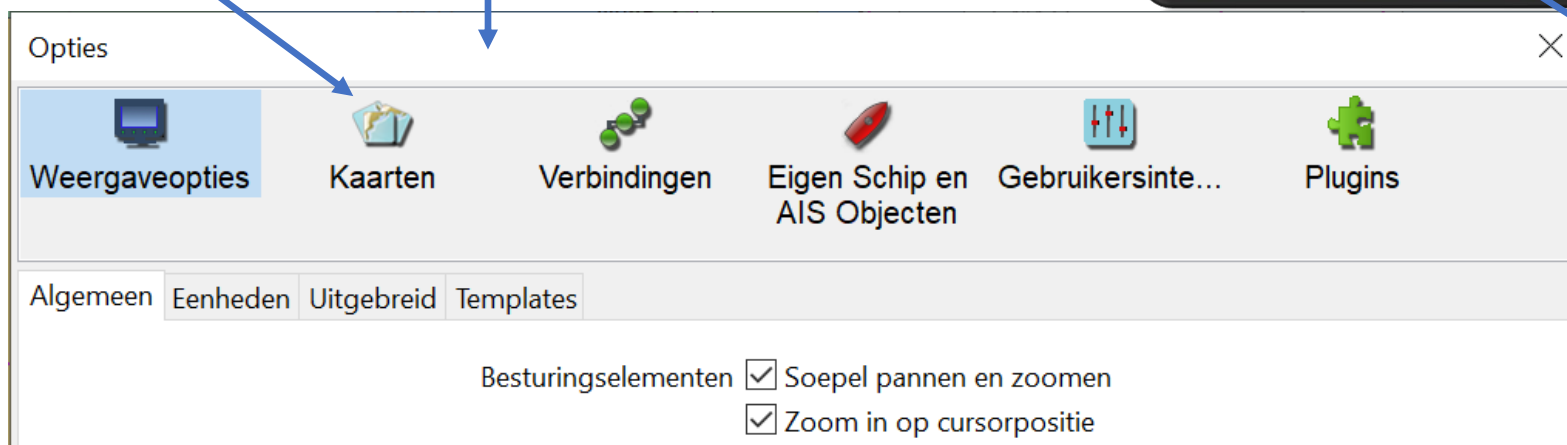 Opties
Weergaveopties
Kaarten
Verbindingen
Eigen Schip en
AIS Objecten
Gebruikersinte...
Plugins
Algemeen Eenheden Uitgebreid Templates
Besturingselementen Soepel pannen en zoomen
Zoom in op cursorpositie